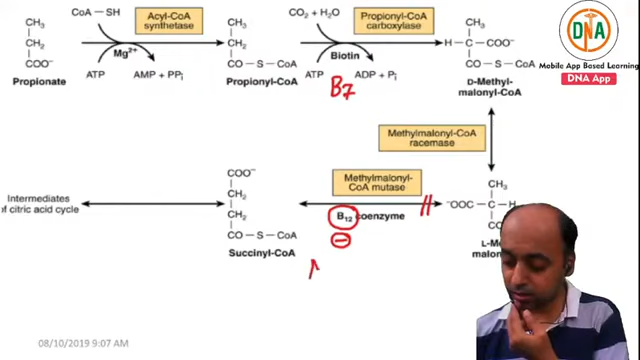 CoA — SH
Acyl-CoA
synthetase
Mg²⁺
ATP
AMP + PPᵢ
CH₃
CH₂
COO⁻
Propionate
CH₃
CH₂
CO — S — CoA
Propionyl-CoA
CO₂ + H₂O
Propionyl-CoA
carboxylase
Biotin
ATP
ADP + Pᵢ
B7
CH₃
H — C — COO⁻
CO — S — CoA
D-Methyl-
malonyl-CoA
DNA
Mobile App Based Learning
DNA App
Methylmalonyl-CoA
racemase
CH₃
⁻OOC — C — H
L-M
malon
Methylmalonyl-
CoA mutase
B₁₂ coenzyme
COO⁻
CH₂
CH₂
CO — S — CoA
Succinyl-CoA
Intermediates
of citric acid cycle
08/10/2019 9:07 AM